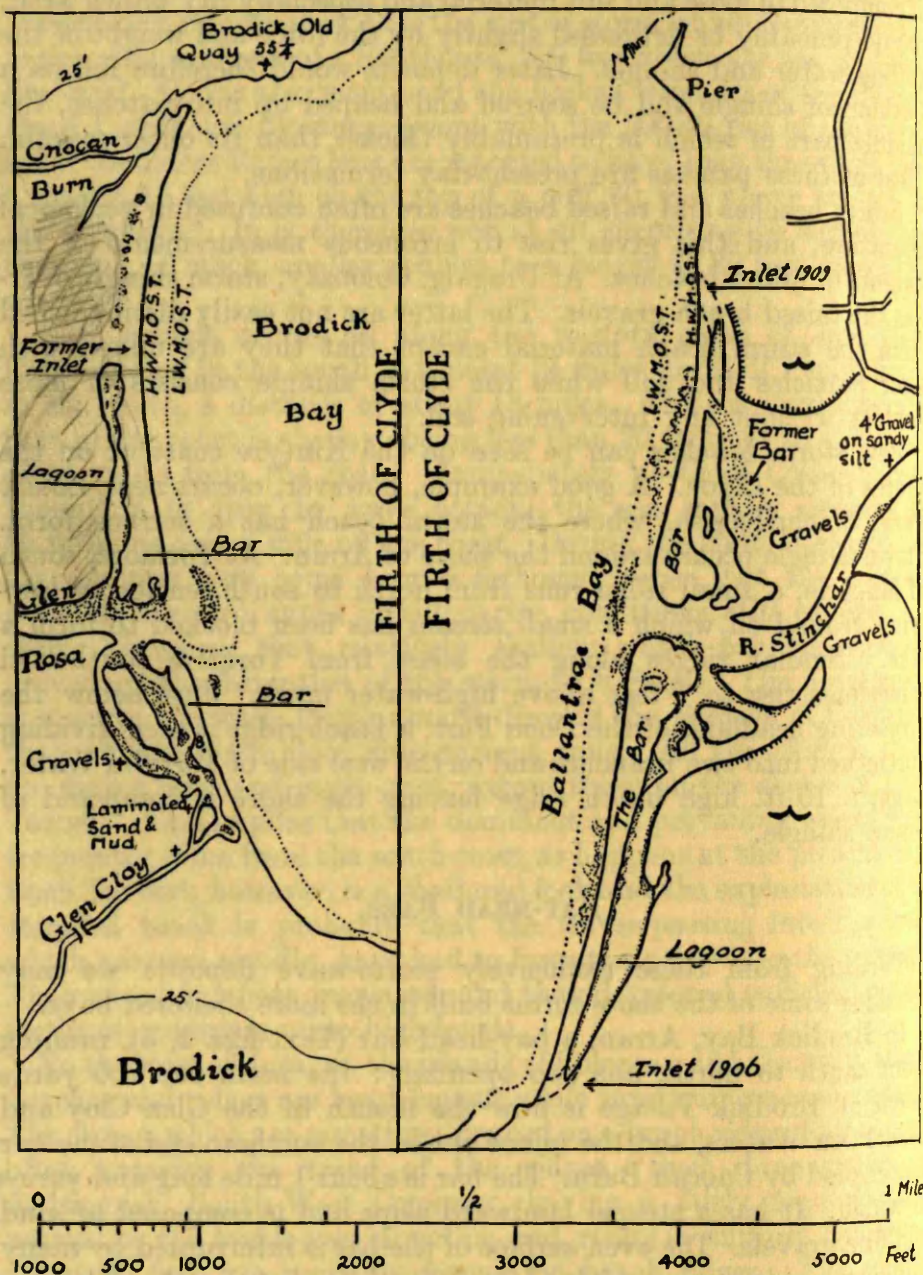 Brodick Old
Quay 55¼
25'
Cnocan
Burn
Former
Inlet
H.W.M.O.S.T.
L.W.M.O.S.T.
Brodick
Bay
Lagoon
Bar
Glen
Rosa
Bar
Gravels
Laminated
Sand &
Mud
Glen Cloy
25'
Brodick
FIRTH OF CLYDE
FIRTH OF CLYDE
Pier
Inlet 1909
L.W.M.O.S.T.
H.W.M.O.S.T.
Former
Bar
4' Gravel
on sandy
silt
Gravels
Bar
R. Stinchar
Gravels
Ballantrae Bay
The Bar
Lagoon
Inlet 1906
0 ½ 1 Mile
1000 500 0 1000 2000 3000 4000 5000 Feet